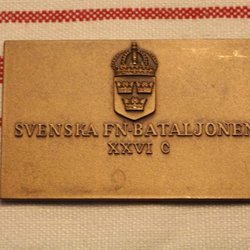 SVENSKA FN-BATALJONEN
XXVI C